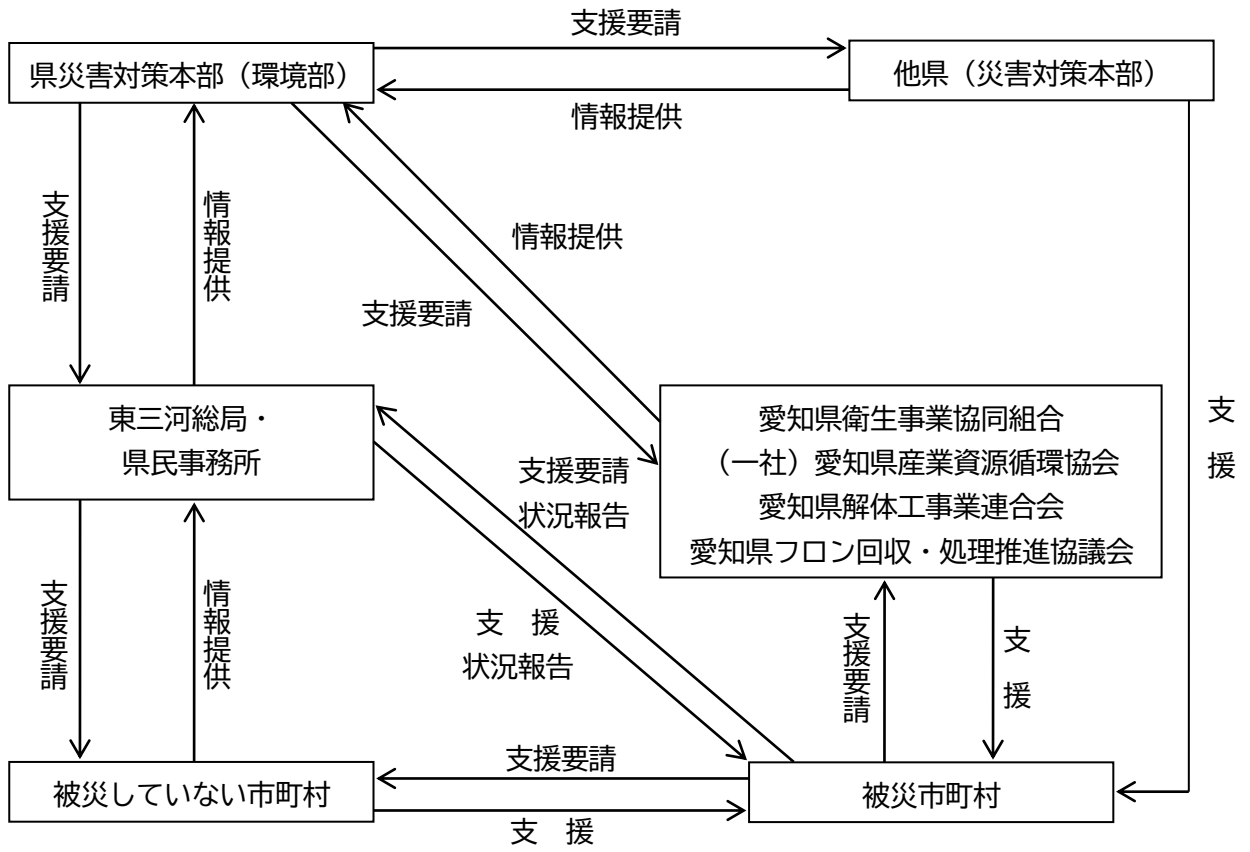 支援要請
県災害対策本部（環境部）
他県（災害対策本部）
情報提供
支援要請
情報提供
情報提供
支援要請
東三河総局・
県民事務所
愛知県衛生事業協同組合
（一社）愛知県産業資源循環協会
愛知県解体工事業連合会
愛知県フロン回収・処理推進協議会
支　援
支援要請
状況報告
支援要請
情報提供
支　援
状況報告
支援要請
支　援
支援要請
被災していない市町村
被災市町村
支　援